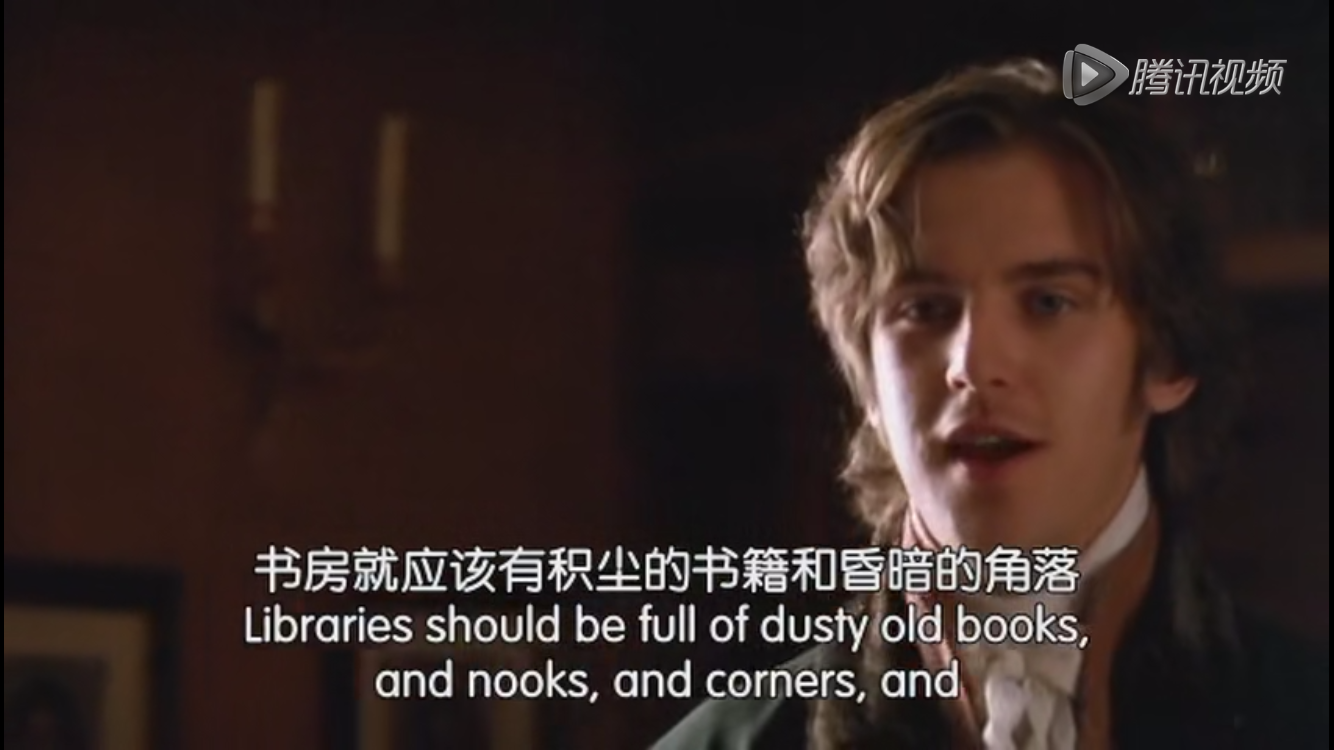 腾讯视频
书房就应该有积尘的书籍和昏暗的角落
Libraries should be full of dusty old books,
and nooks, and corners, and